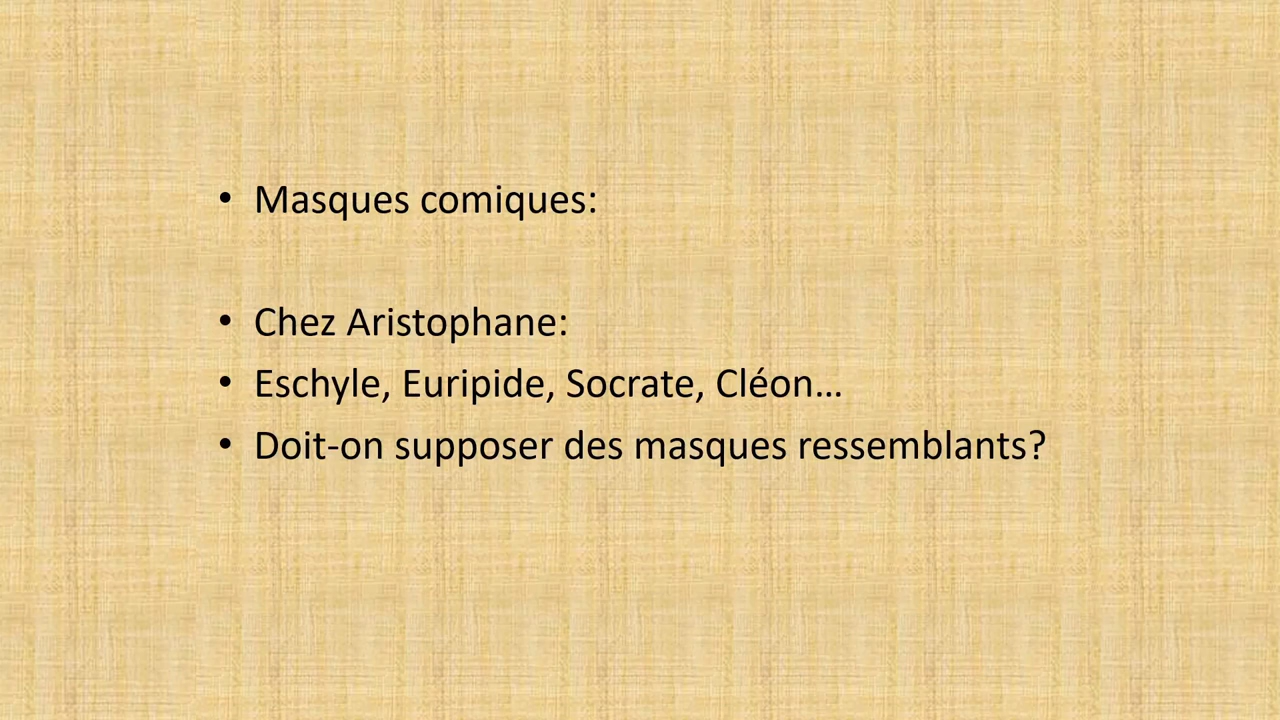 • Masques comiques:
• Chez Aristophane:
• Eschyle, Euripide, Socrate, Cléon…
• Doit-on supposer des masques ressemblants?